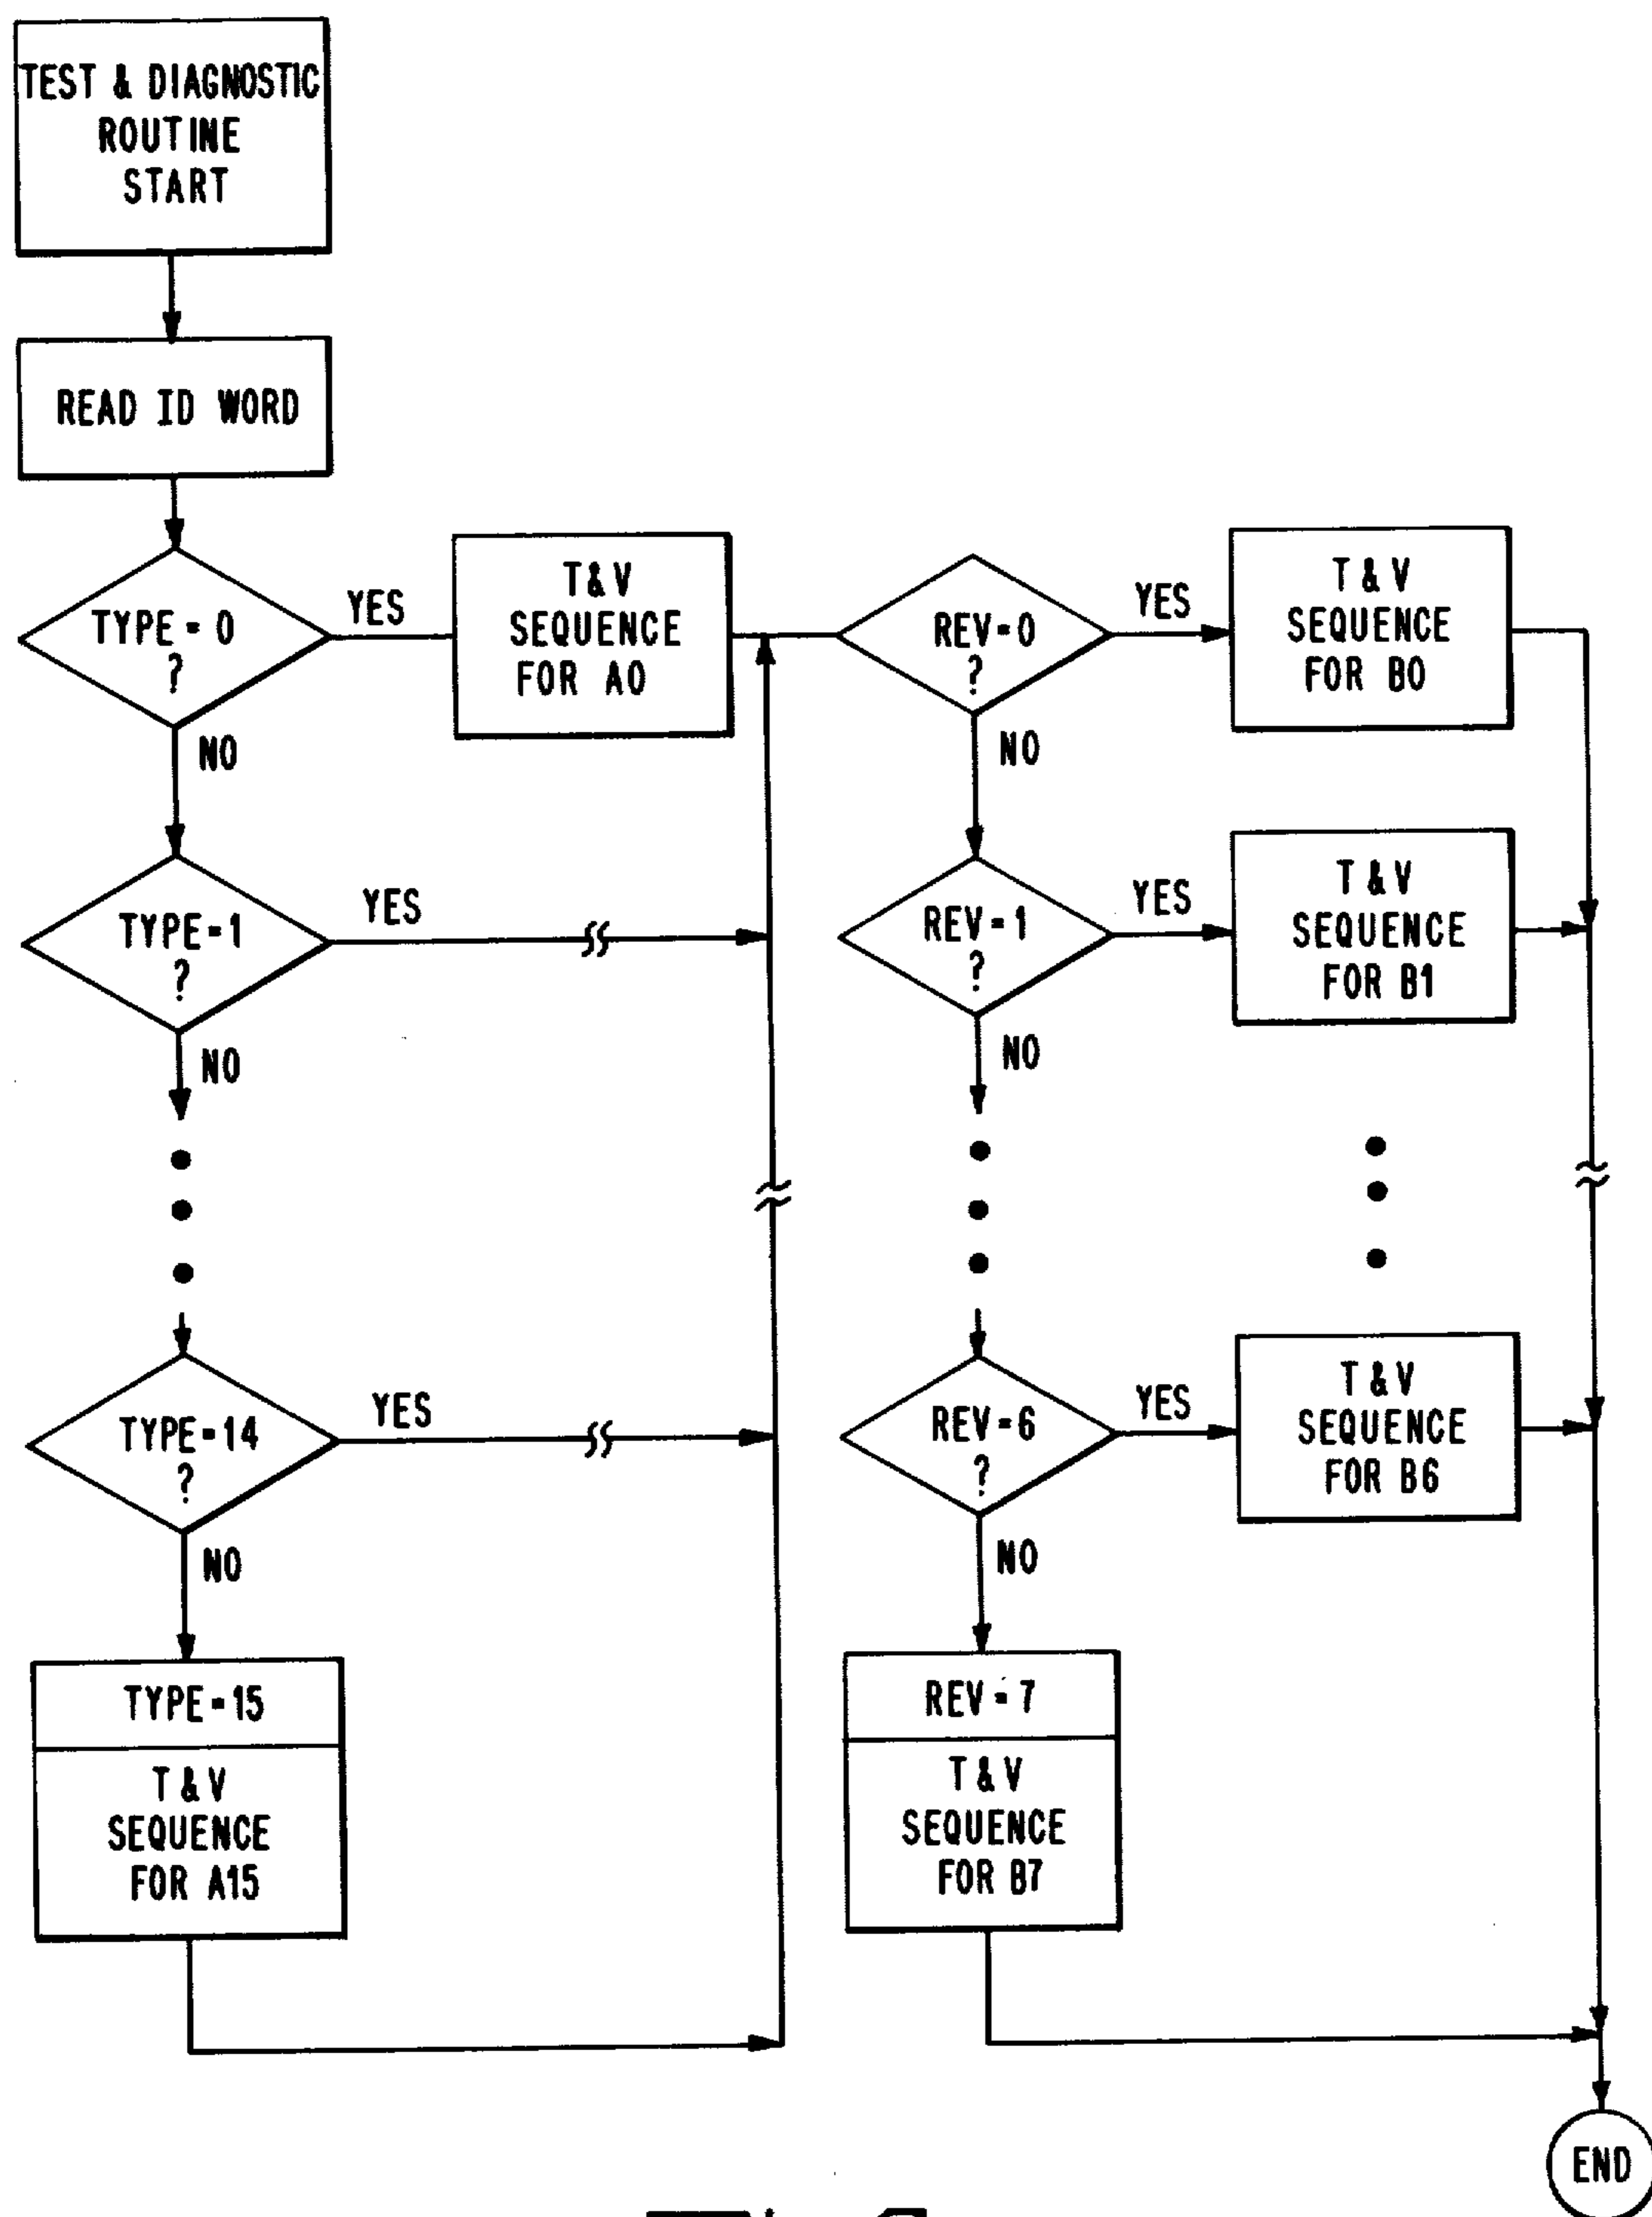 TEST & DIAGNOSTIC
ROUTINE
START
READ ID WORD
TYPE = 0
?
YES
NO
T&V
SEQUENCE
FOR A0
TYPE=1
?
YES
NO
TYPE=14
?
YES
NO
TYPE=15
T&V
SEQUENCE
FOR A15
REV=0
?
YES
NO
T & V
SEQUENCE
FOR B0
REV=1
?
YES
NO
T & V
SEQUENCE
FOR B1
REV=6
?
YES
NO
T & V
SEQUENCE
FOR B6
REV=7
T & V
SEQUENCE
FOR B7
END